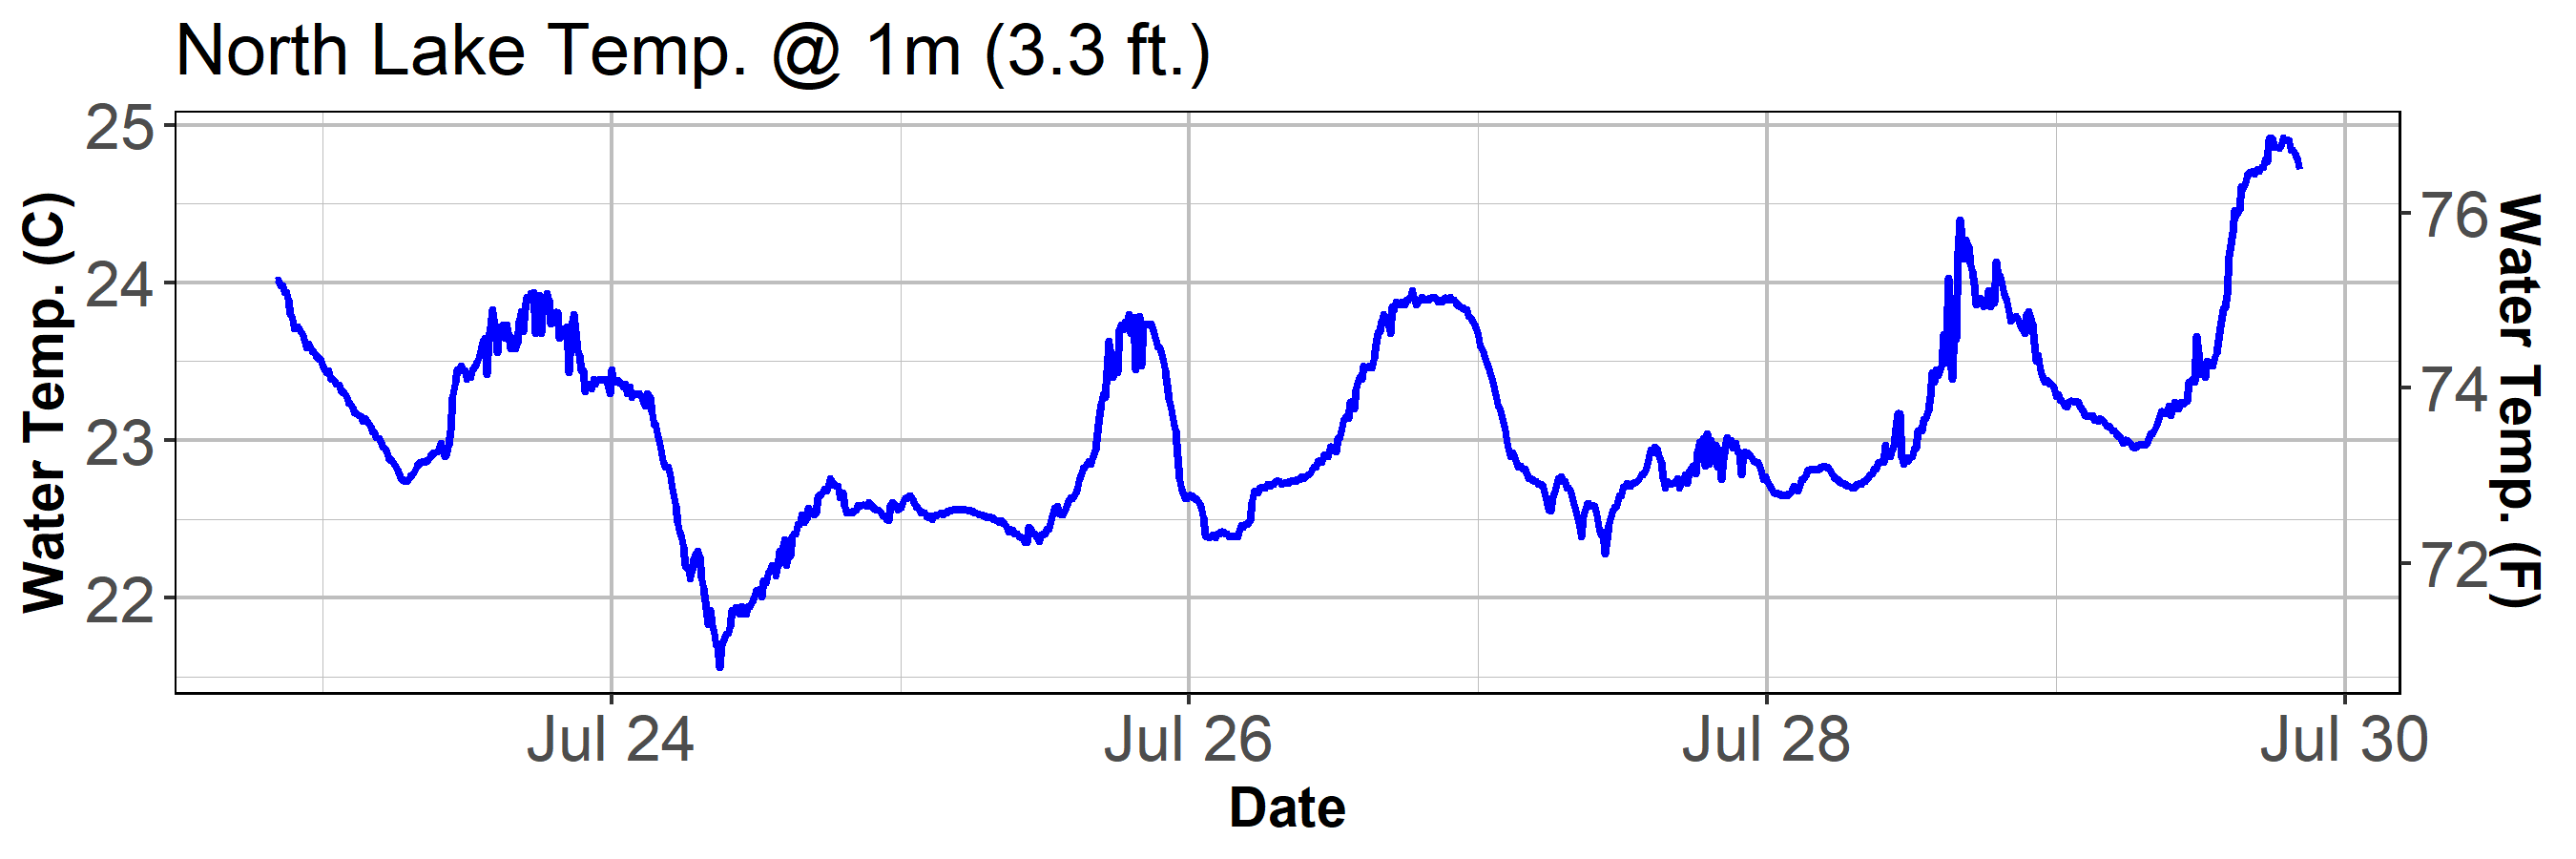 North Lake Temp. @ 1m (3.3 ft.)
Water Temp. (C)
25
24
23
22
76
74
72
Water Temp. (F)
Jul 24
Jul 26
Jul 28
Jul 30
Date